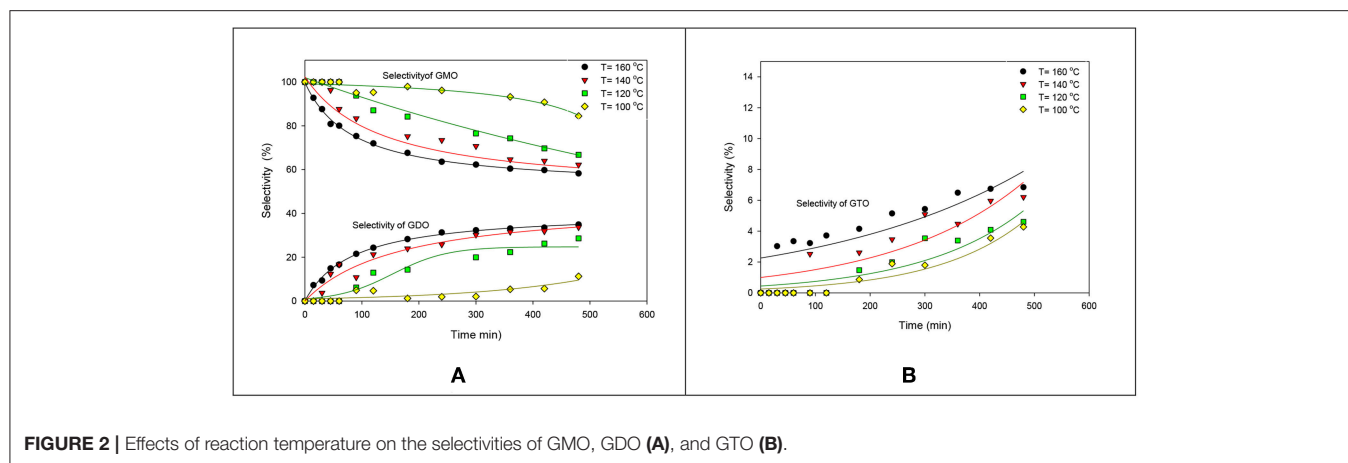 Selectivityof GMO
T= 160 °C
T= 140 °C
T= 120 °C
T= 100 °C
Selectivity of GDO
Selectivity (%)
100
80
60
40
20
0
0 100 200 300 400 500 600
Time min)
A
T= 160 °C
T= 140 °C
T= 120 °C
T= 100 °C
Selectivity of GTO
Selectivity (%)
14
12
10
8
6
4
2
0
0 100 200 300 400 500 600
Time (min)
B
FIGURE 2 | Effects of reaction temperature on the selectivities of GMO, GDO (A), and GTO (B).